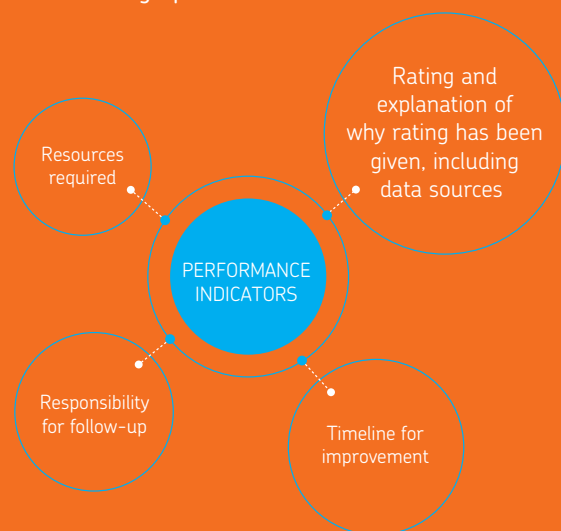 Rating and
explanation of
why rating has been
given, including
data sources
Resources
required
PERFORMANCE
INDICATORS
Responsibility
for follow-up
Timeline for
improvement